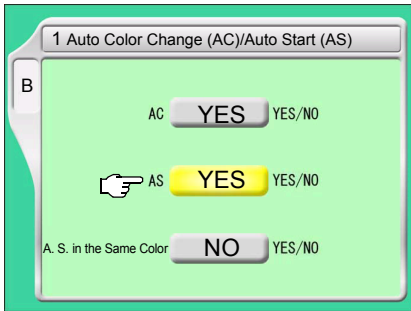 1 Auto Color Change (AC)/Auto Start (AS)
B
AC YES YES/NO
AS YES YES/NO
A. S. in the Same Color NO YES/NO